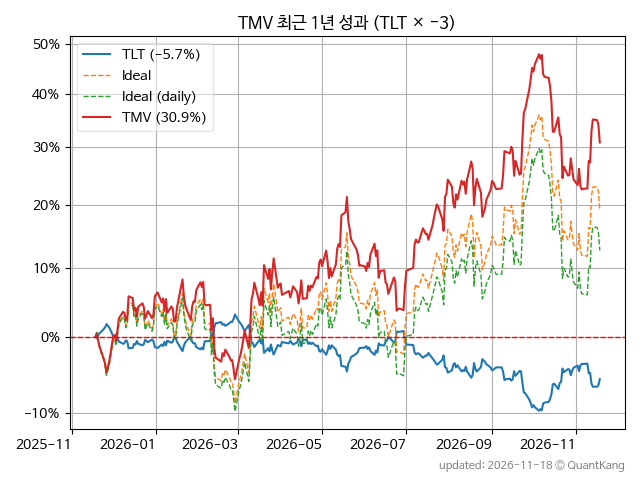 TMV 최근 1년 성과 (TLT × −3)
TLT (−5.7%)
Ideal
Ideal (daily)
TMV (30.9%)
50%
40%
30%
20%
10%
0%
−10%
2025-11 2026-01 2026-03 2026-05 2026-07 2026-09 2026-11
updated: 2026-11-18 © QuantKang